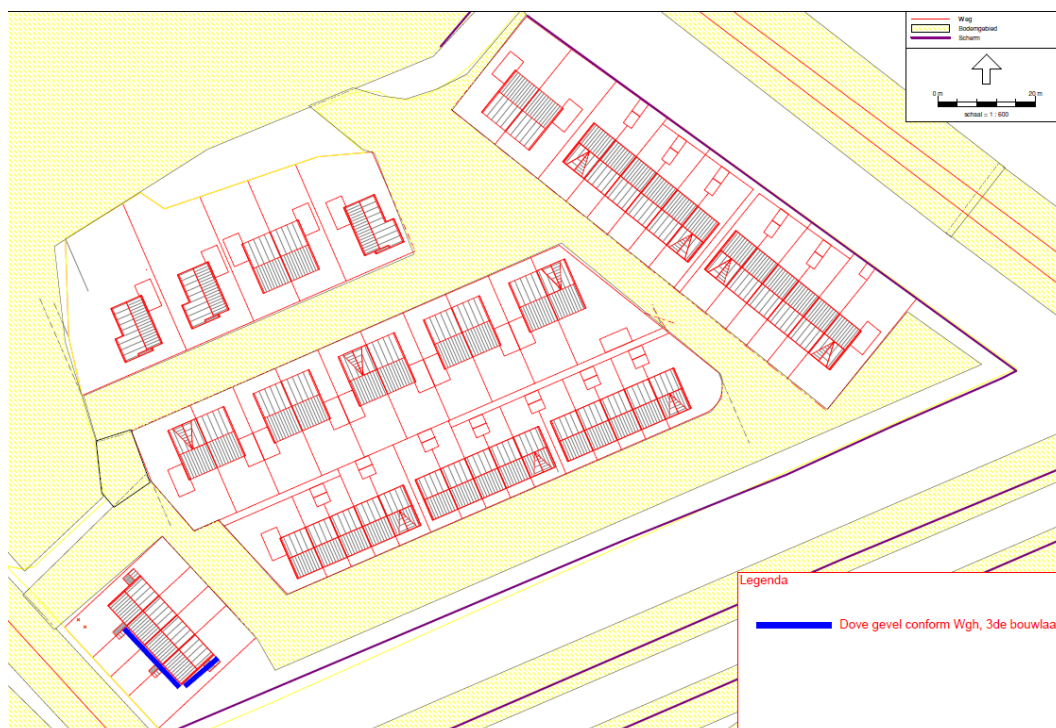 Weg
Bodemgebied
Scherm
0 m 20 m
schaal = 1 : 600
Legenda
Dove gevel conform Wgh, 3de bouwlaa